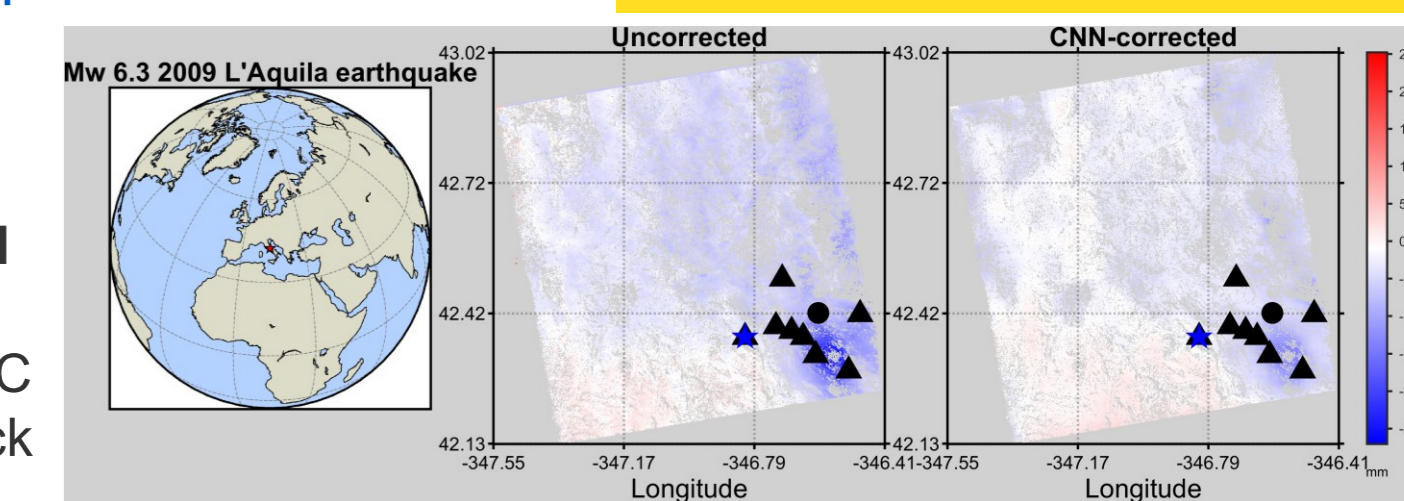 Mw 6.3 2009 L'Aquila earthquake
Uncorrected
43.02
42.72
42.42
42.13
-347.55 -347.17 -346.79 -346.41
Longitude
CNN-corrected
43.02
42.72
42.42
42.13
-347.55 -347.17 -346.79 -346.41
Longitude
mm
C
ck